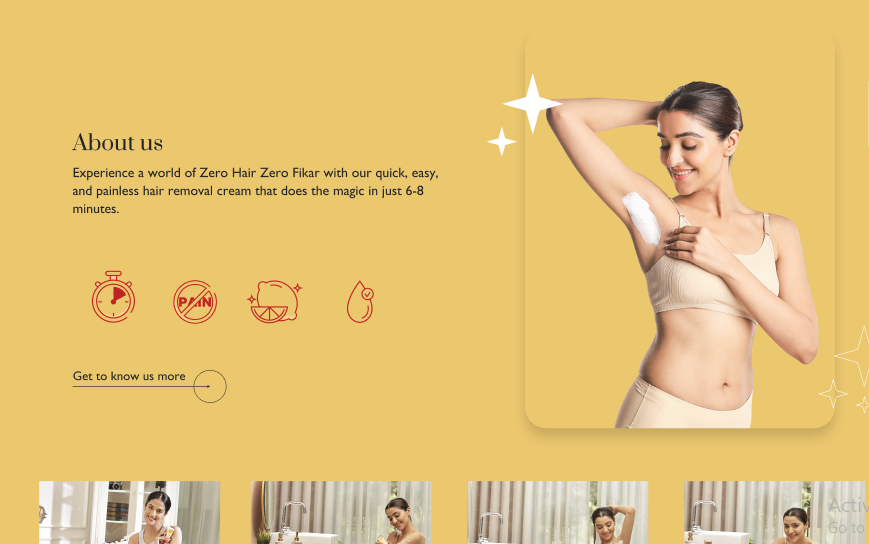 About us
Experience a world of Zero Hair Zero Fikar with our quick, easy,
and painless hair removal cream that does the magic in just 6-8
minutes.
PAIN
Get to know us more
Activ
Go to